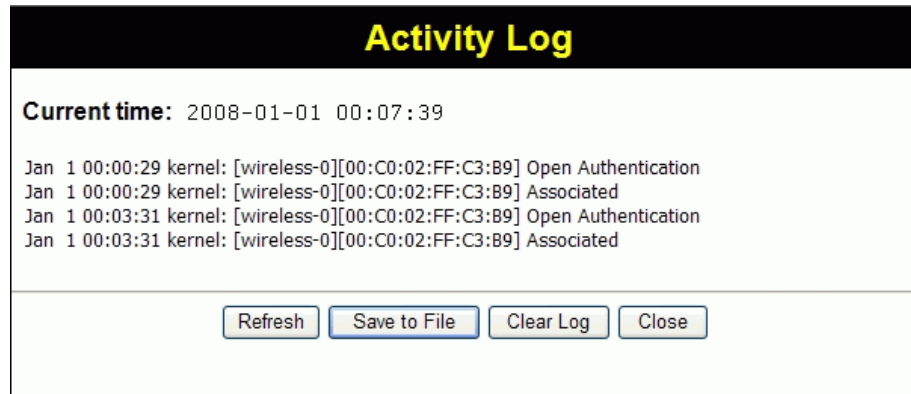 Activity Log
Current time: 2008-01-01 00:07:39
Jan 1 00:00:29 kernel: [wireless-0][00:C0:02:FF:C3:B9] Open Authentication
Jan 1 00:00:29 kernel: [wireless-0][00:C0:02:FF:C3:B9] Associated
Jan 1 00:03:31 kernel: [wireless-0][00:C0:02:FF:C3:B9] Open Authentication
Jan 1 00:03:31 kernel: [wireless-0][00:C0:02:FF:C3:B9] Associated
Refresh Save to File Clear Log Close